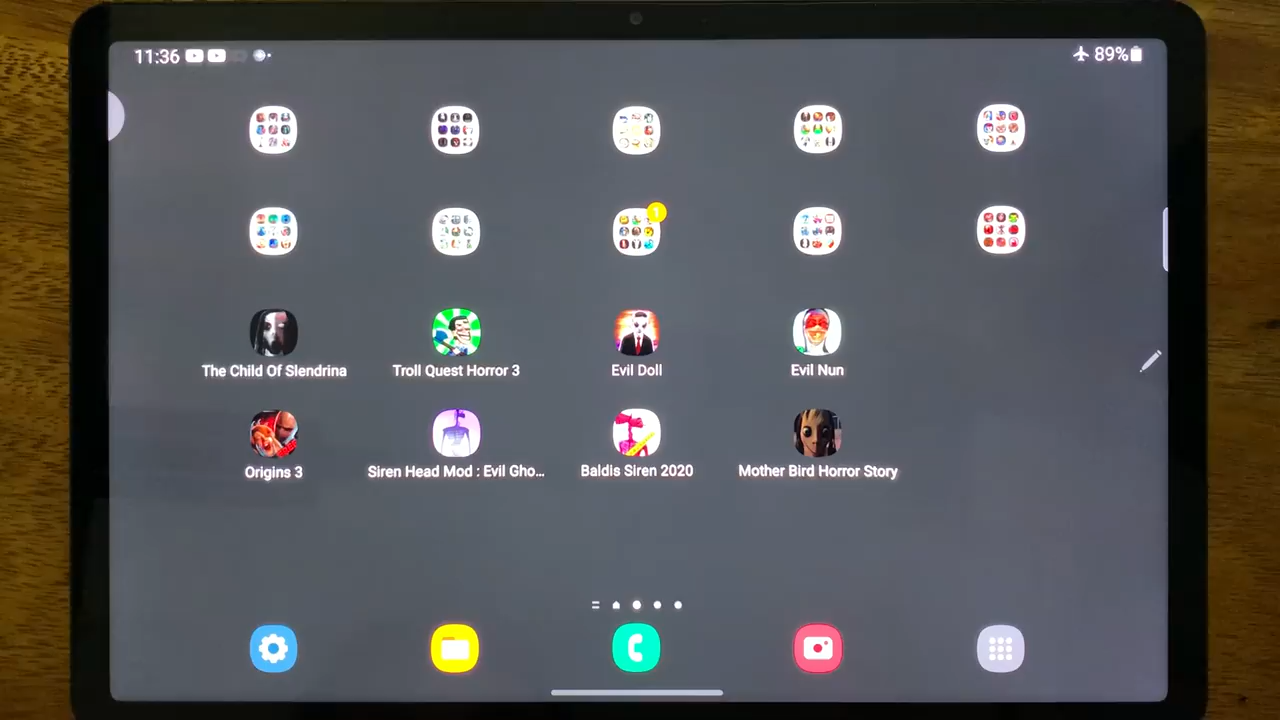 11:36
89%
1
The Child Of Slendrina
Troll Quest Horror 3
Evil Doll
Evil Nun
Origins 3
Siren Head Mod : Evil Gho...
Baldis Siren 2020
Mother Bird Horror Story